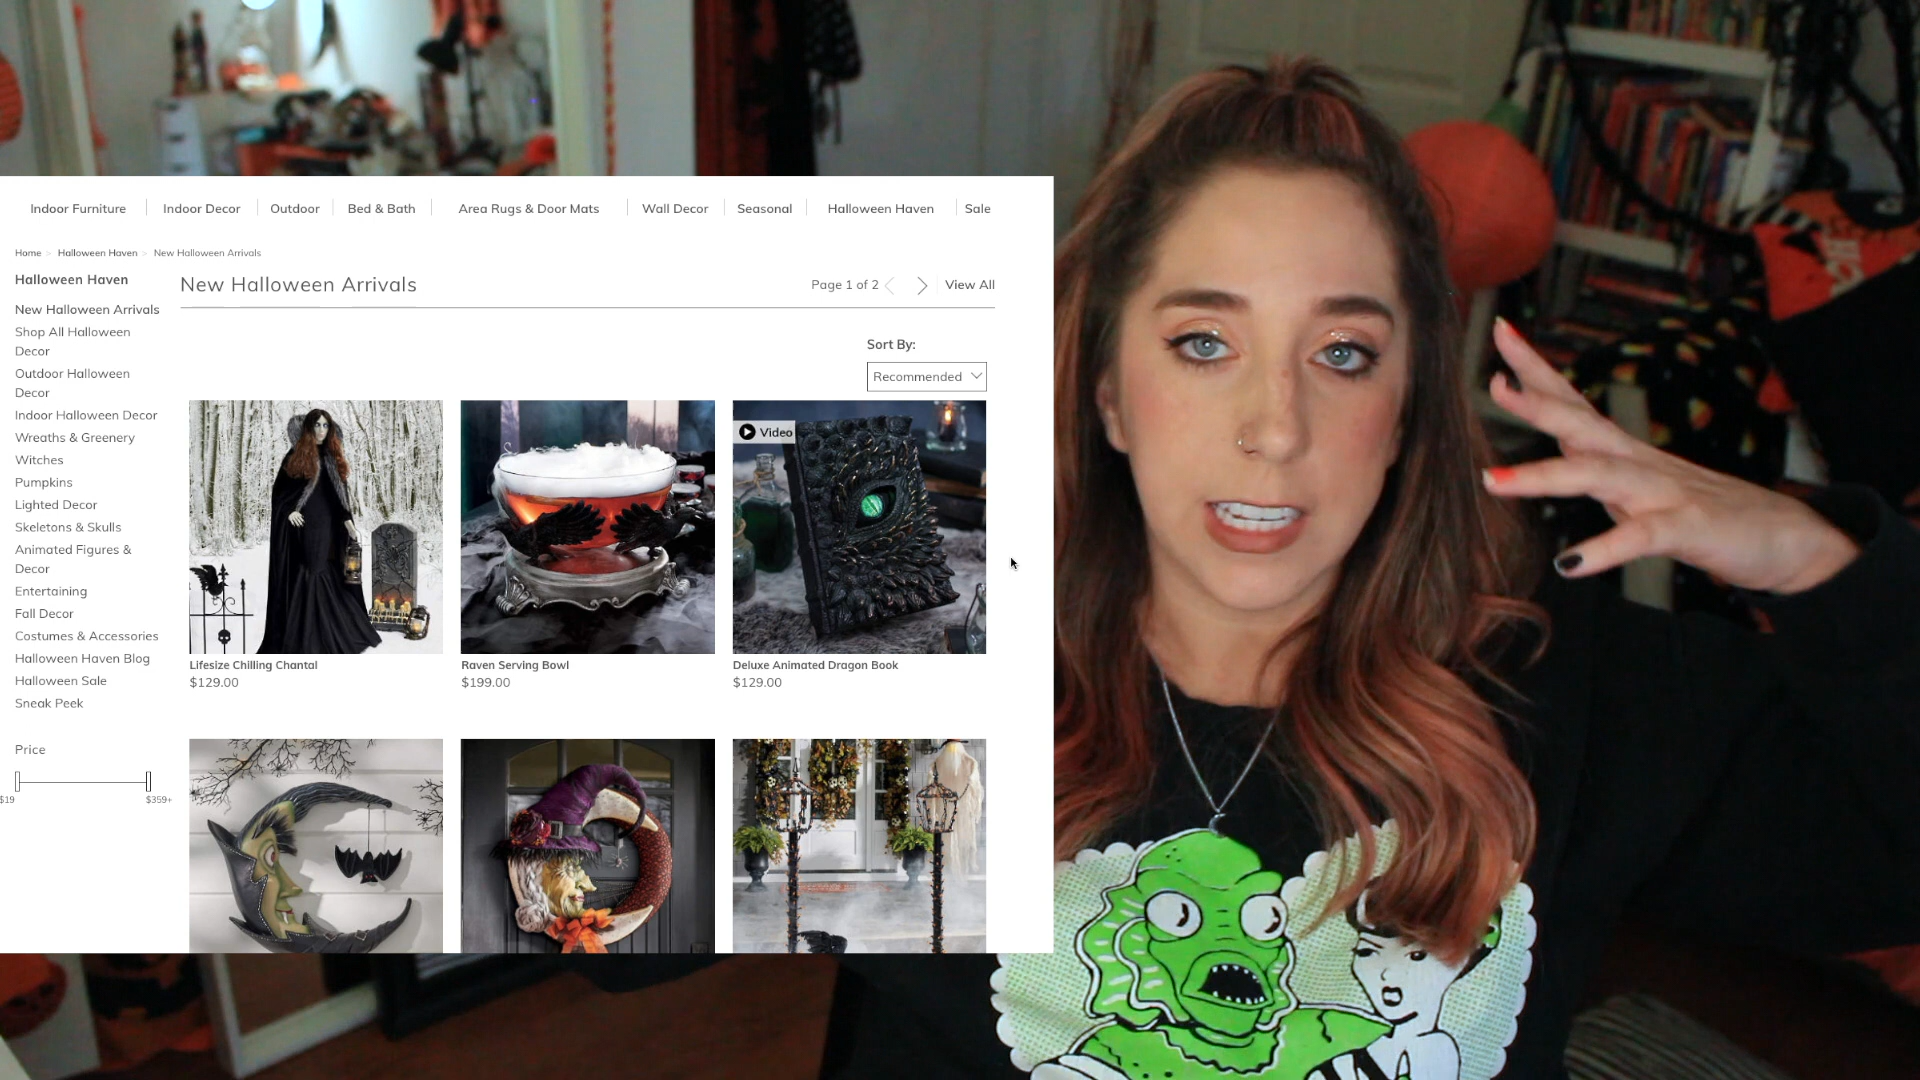 Indoor Furniture Indoor Decor Outdoor Bed & Bath Area Rugs & Door Mats Wall Decor Seasonal Halloween Haven Sale
Home > Halloween Haven > New Halloween Arrivals
Halloween Haven
New Halloween Arrivals
Shop All Halloween
Decor
Outdoor Halloween
Decor
Indoor Halloween Decor
Wreaths & Greenery
Witches
Pumpkins
Lighted Decor
Skeletons & Skulls
Animated Figures &
Decor
Entertaining
Fall Decor
Costumes & Accessories
Halloween Haven Blog
Halloween Sale
Sneak Peek
Price
$19 $359+
New Halloween Arrivals
Page 1 of 2
View All
Sort By:
Recommended
Video
Lifesize Chilling Chantal
$129.00
Raven Serving Bowl
$199.00
Deluxe Animated Dragon Book
$129.00